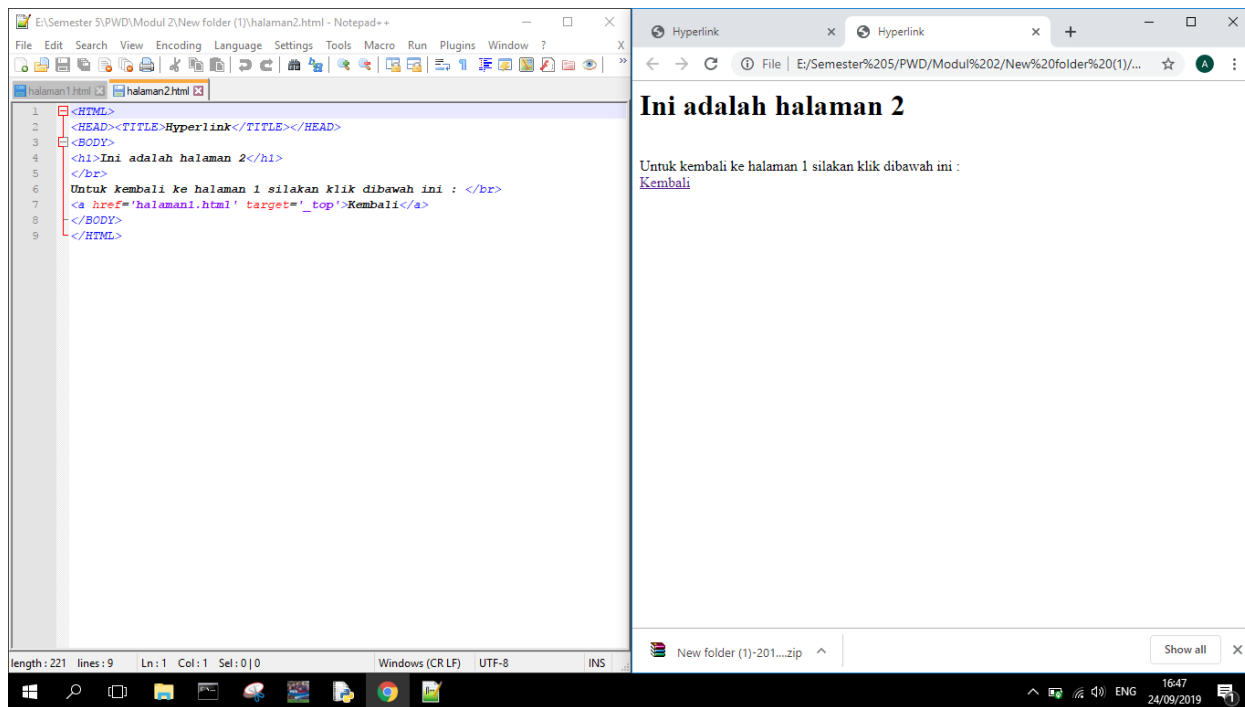 E:\Semester 5\PWD\Modul 2\New folder (1)\halaman2.html - Notepad++
File Edit Search View Encoding Language Settings Tools Macro Run Plugins Window ? X
halaman1.html halaman2.html
1 <HTML>
2 <HEAD><TITLE>Hyperlink</TITLE></HEAD>
3 <BODY>
4 <h1>Ini adalah halaman 2</h1>
5 </br>
6 Untuk kembali ke halaman 1 silakan klik dibawah ini : </br>
7 <a href='halaman1.html' target='_top'>Kembali</a>
8 </BODY>
9 </HTML>
length : 221 lines : 9 Ln : 1 Col : 1 Sel : 0 | 0 Windows (CR LF) UTF-8 INS
Hyperlink Hyperlink
File | E:/Semester%205/PWD/Modul%202/New%20folder%20(1)/... A
Ini adalah halaman 2
Untuk kembali ke halaman 1 silakan klik dibawah ini :
Kembali
New folder (1)-201....zip Show all
ENG 16:47
24/09/2019
1